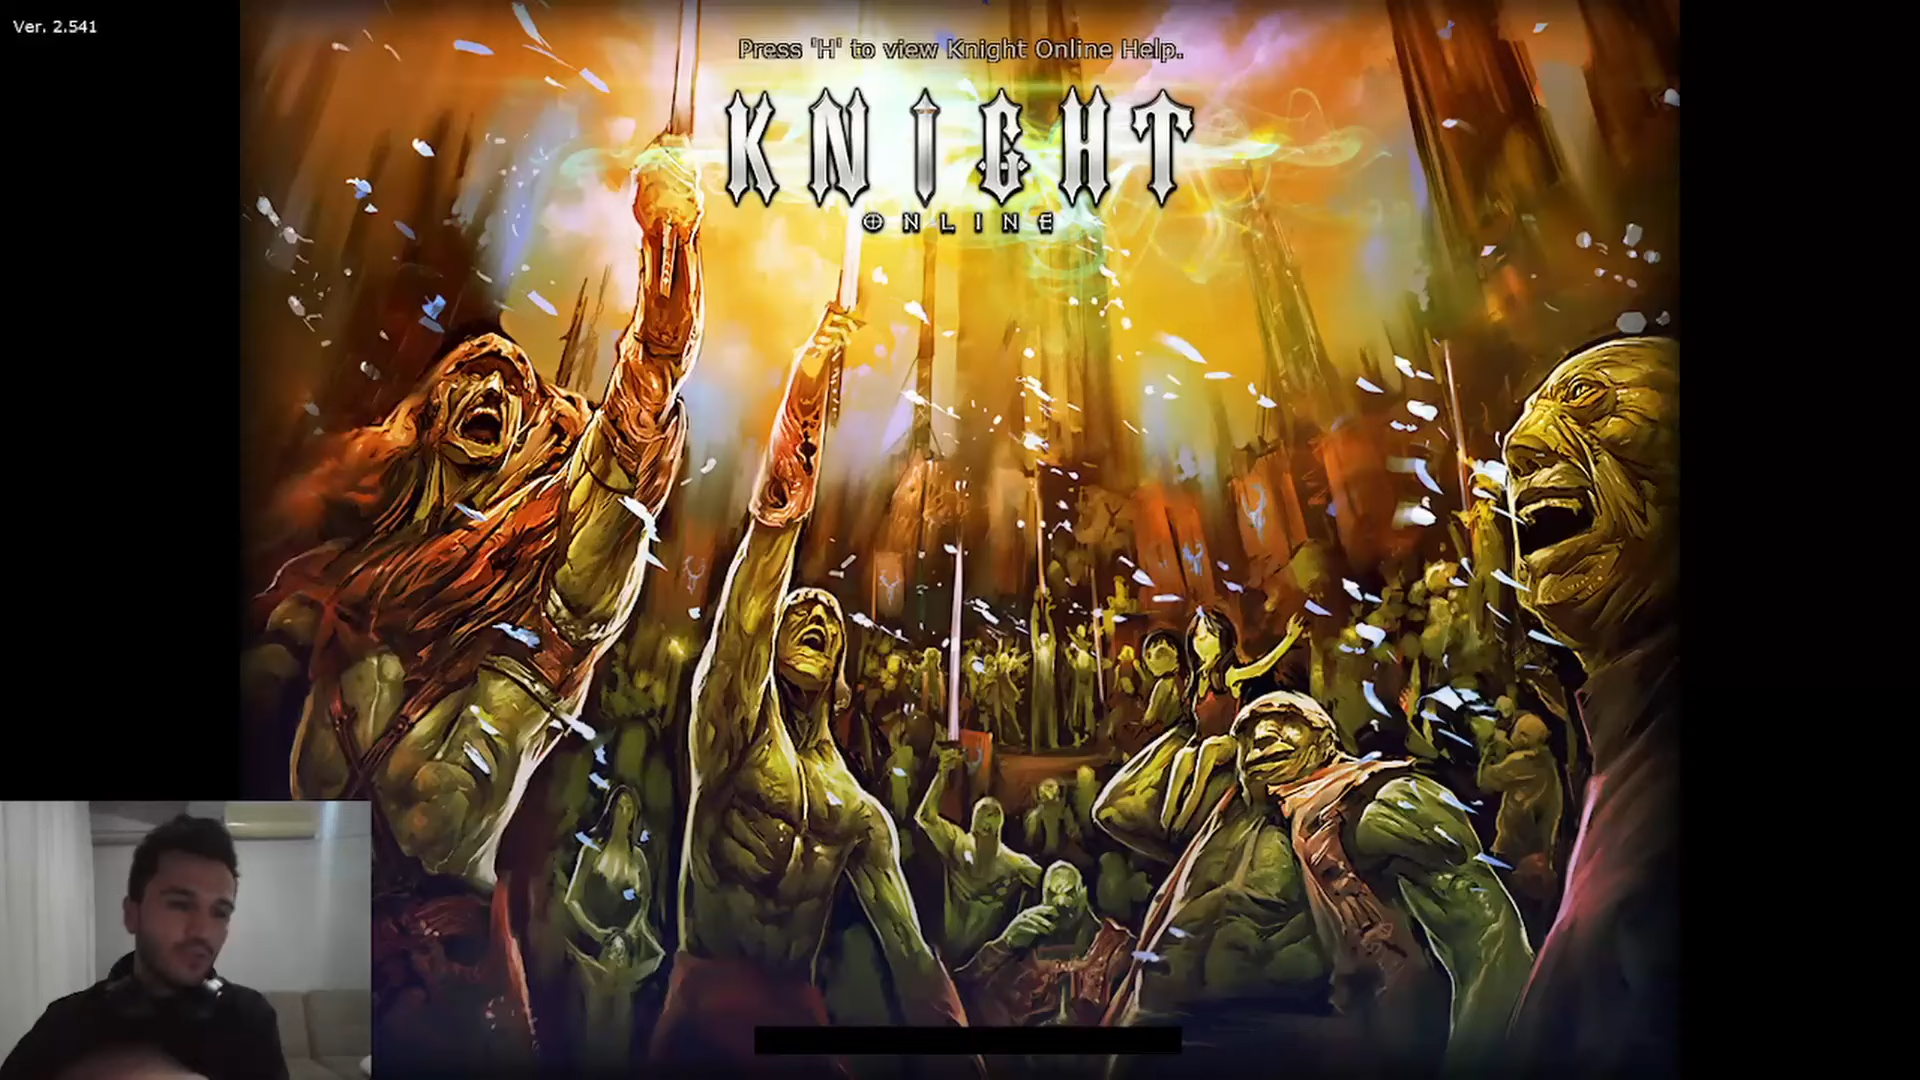 Ver. 2.541
Press 'H' to view Knight Online Help.
KNIGHT
ONLINE